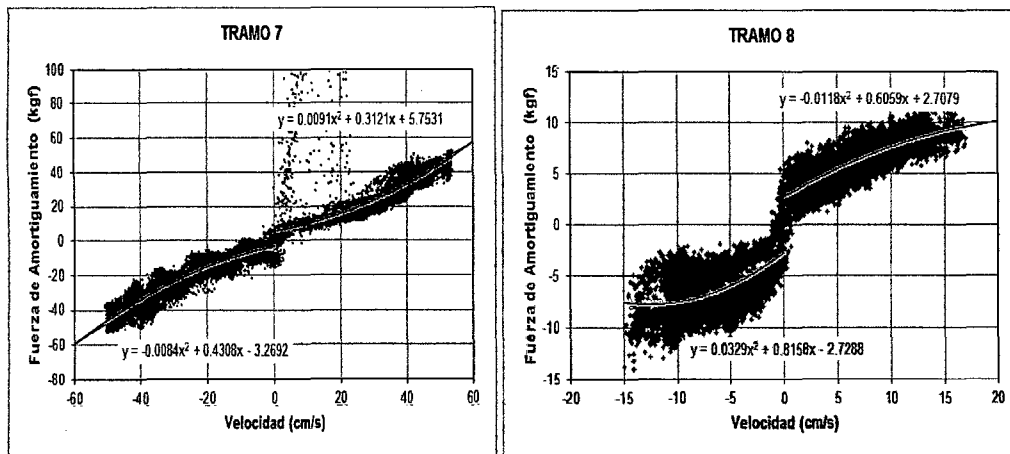 TRAMO 7
Fuerza de Amortiguamiento (kgf)
100
80
60
40
20
0
-20
-40
-60
-80
y = 0.0091x² + 0.3121x + 5.7531
y = -0.0084x² + 0.4308x - 3.2692
-60 -40 -20 0 20 40 60
Velocidad (cm/s)
TRAMO 8
Fuerza de Amortiguamiento (kgf)
15
10
5
0
-5
-10
-15
y = -0.0118x² + 0.6059x + 2.7079
y = 0.0329x² + 0.8158x - 2.7288
-20 -15 -10 -5 0 5 10 15 20
Velocidad (cm/s)